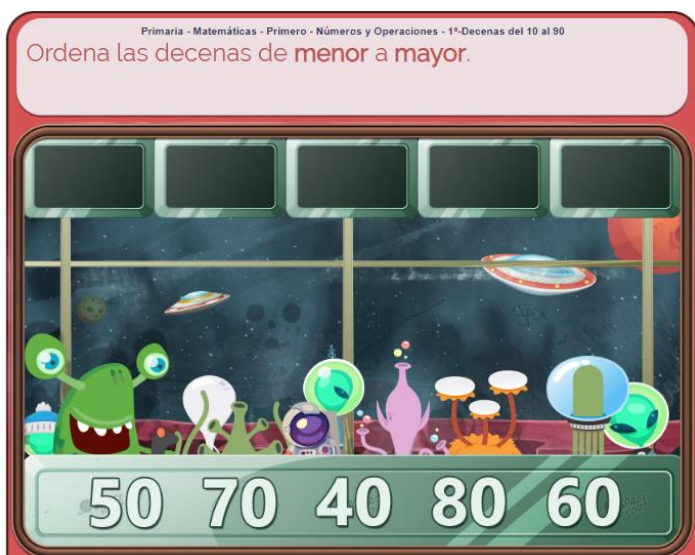 Primaria - Matemáticas - Primero - Números y Operaciones - 1º-Decenas del 10 al 90
Ordena las decenas de menor a mayor.
50 70 40 80 60